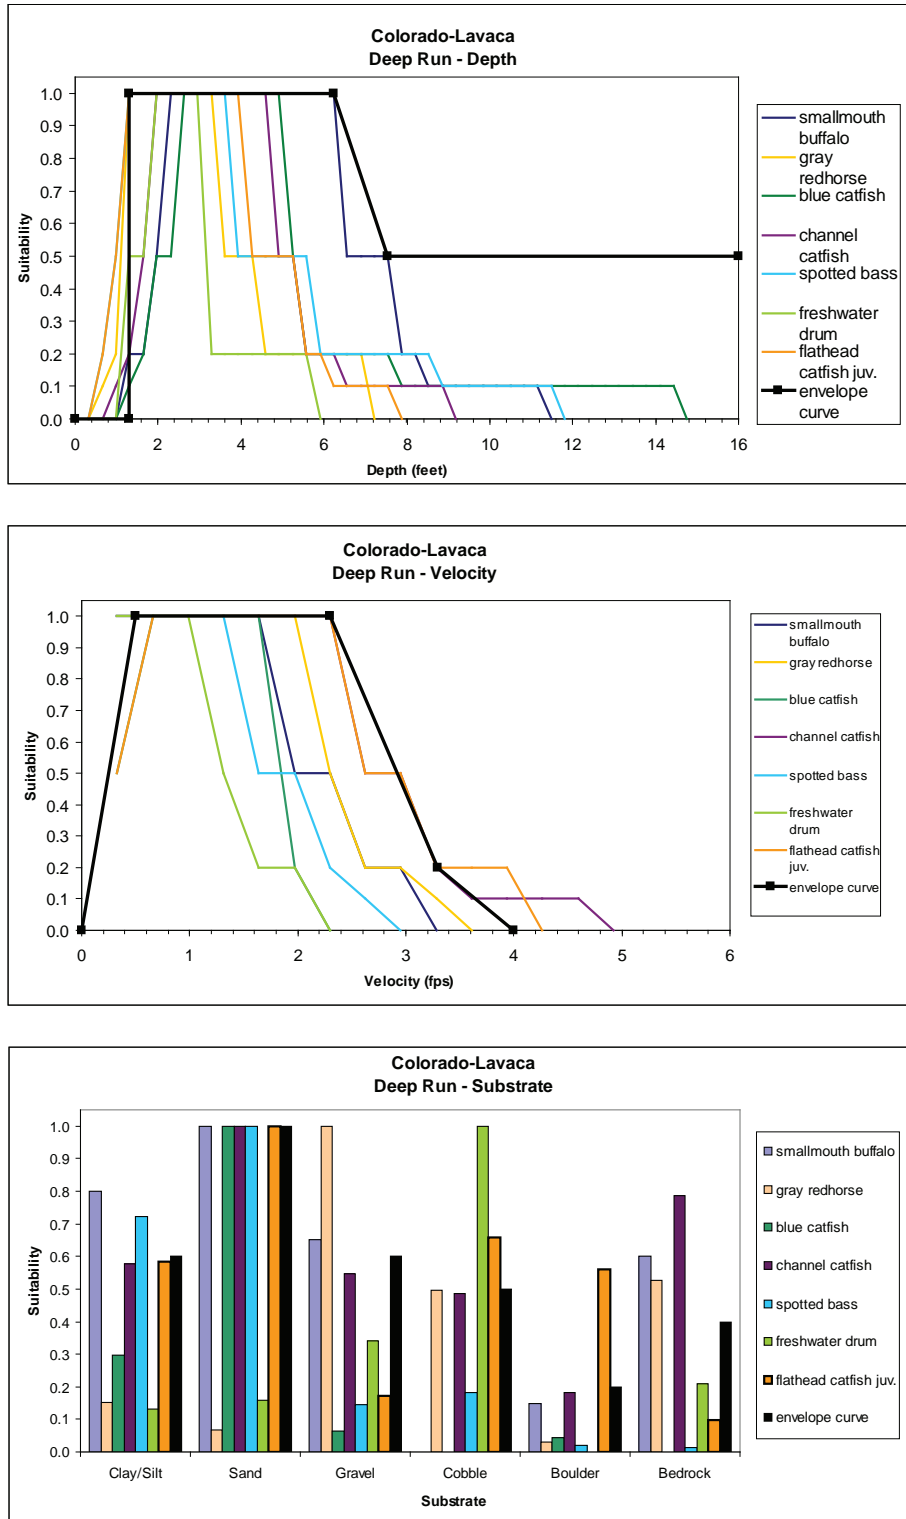 Colorado-Lavaca
Deep Run - Depth
1.0
0.9
0.8
0.7
0.6
0.5
0.4
0.3
0.2
0.1
0.0
Suitability
0 2 4 6 8 10 12 14 16
Depth (feet)
smallmouth
buffalo
gray
redhorse
blue catfish
channel
catfish
spotted bass
freshwater
drum
flathead
catfish juv.
envelope
curve
Colorado-Lavaca
Deep Run - Velocity
1.0
0.9
0.8
0.7
0.6
0.5
0.4
0.3
0.2
0.1
0.0
Suitability
0 1 2 3 4 5 6
Velocity (fps)
smallmouth
buffalo
gray redhorse
blue catfish
channel catfish
spotted bass
freshwater
drum
flathead catfish
juv.
envelope curve
Colorado-Lavaca
Deep Run - Substrate
1.0
0.9
0.8
0.7
0.6
0.5
0.4
0.3
0.2
0.1
0.0
Suitability
Clay/Silt Sand Gravel Cobble Boulder Bedrock
Substrate
smallmouth buffalo
gray redhorse
blue catfish
channel catfish
spotted bass
freshwater drum
flathead catfish juv.
envelope curve